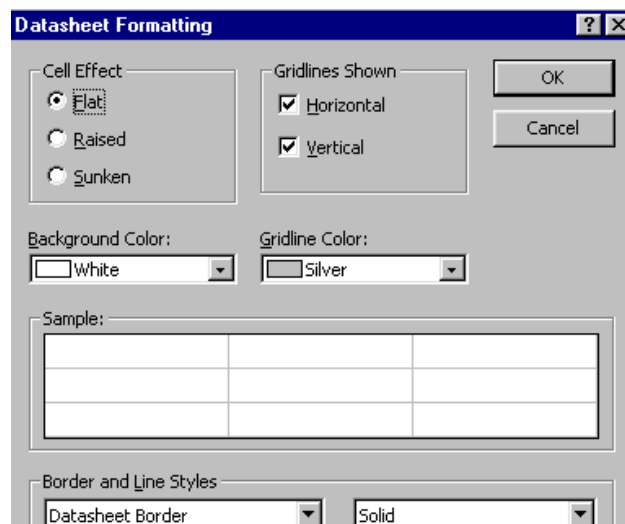 Datasheet Formatting
Cell Effect
Flat
Raised
Sunken
Gridlines Shown
Horizontal
Vertical
OK
Cancel
Background Color:
White
Gridline Color:
Silver
Sample:
Border and Line Styles
Datasheet Border
Solid